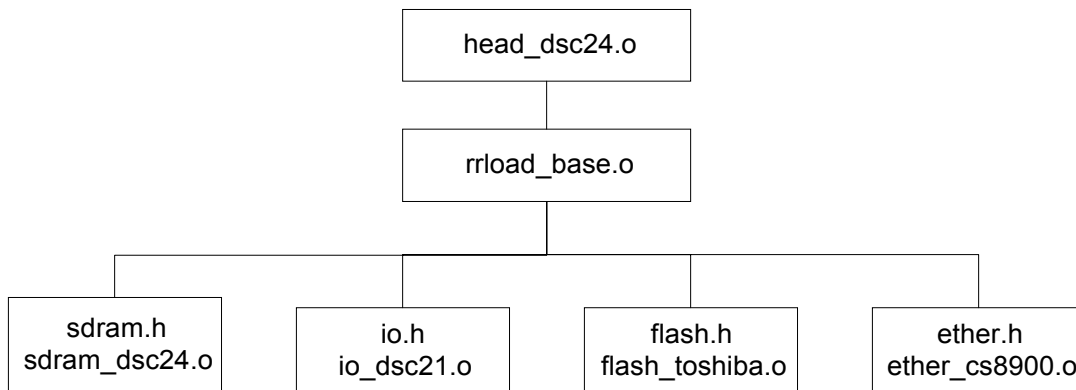 head_dsc24.o
rrload_base.o
sdram.h
sdram_dsc24.o
io.h
io_dsc21.o
flash.h
flash_toshiba.o
ether.h
ether_cs8900.o